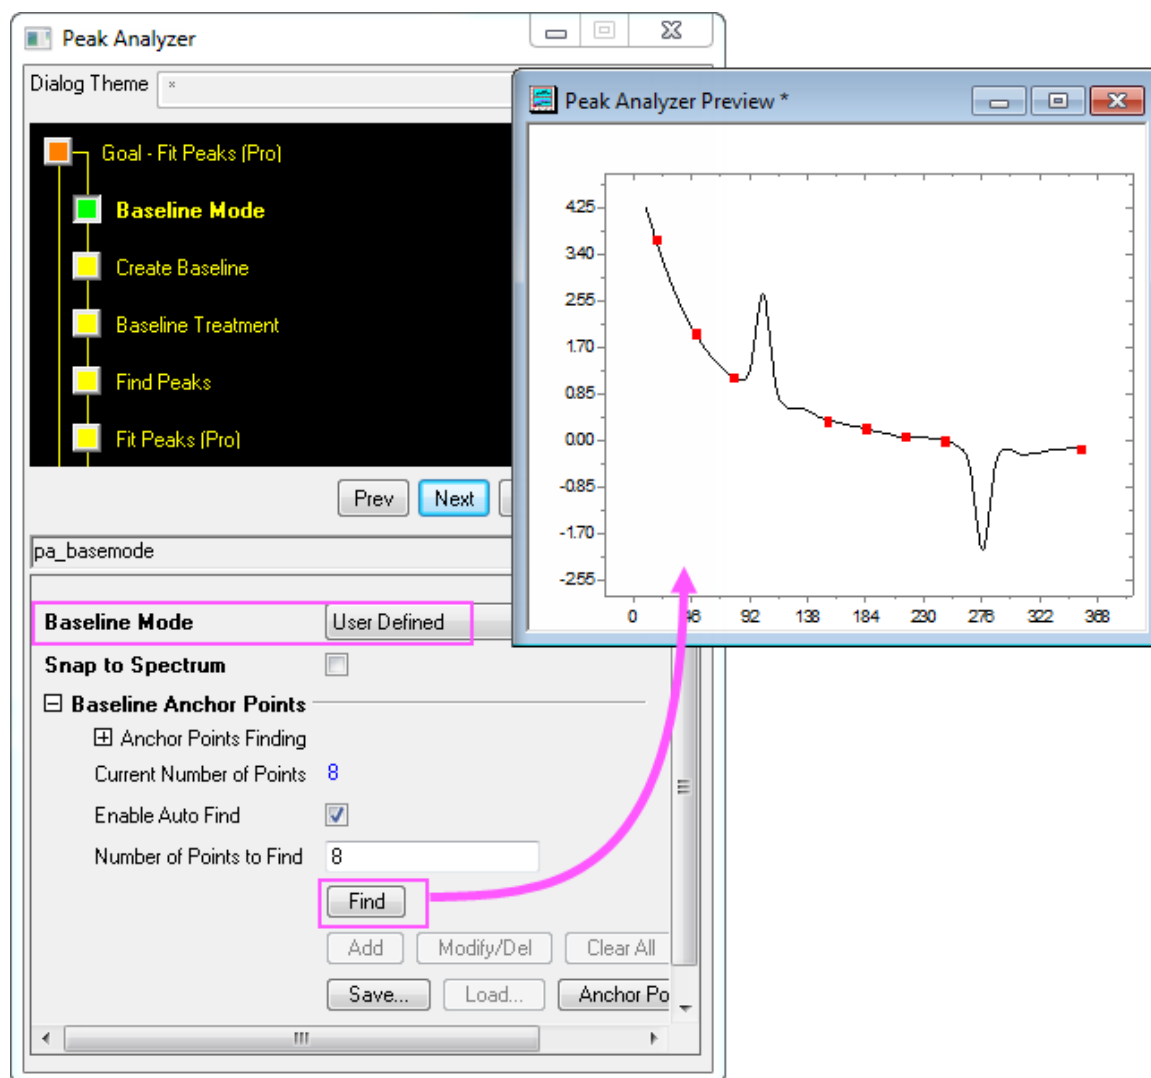 Peak Analyzer
Dialog Theme
*
Goal - Fit Peaks (Pro)
Baseline Mode
Create Baseline
Baseline Treatment
Find Peaks
Fit Peaks (Pro)
Prev Next
pa_basemode
Baseline Mode User Defined
Snap to Spectrum
Baseline Anchor Points
Anchor Points Finding
Current Number of Points 8
Enable Auto Find
Number of Points to Find 8
Find
Add Modify/Del Clear All
Save... Load... Anchor Po
Peak Analyzer Preview *
4.25
3.40
2.55
1.70
0.85
0.00
-0.85
-1.70
-2.55
0 46 92 138 184 230 276 322 368